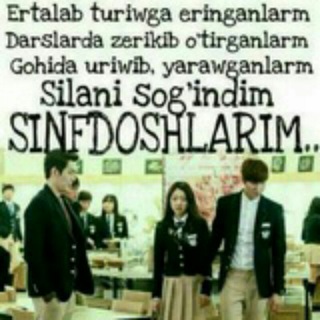 Ertalab turiwga eringanlarm
Darslarda zerikib o'tirganlarm
Gohida uriwib, yarawganlarm
Silani sog'indim
SINFDOSHLARIM..